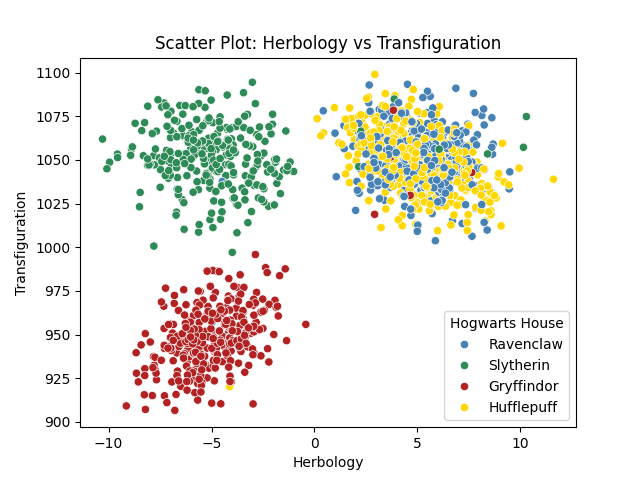 Scatter Plot: Herbology vs Transfiguration
1100
1075
1050
1025
1000
975
950
925
900
Transfiguration
−10
−5
0
5
10
Herbology
Hogwarts House
Ravenclaw
Slytherin
Gryffindor
Hufflepuff